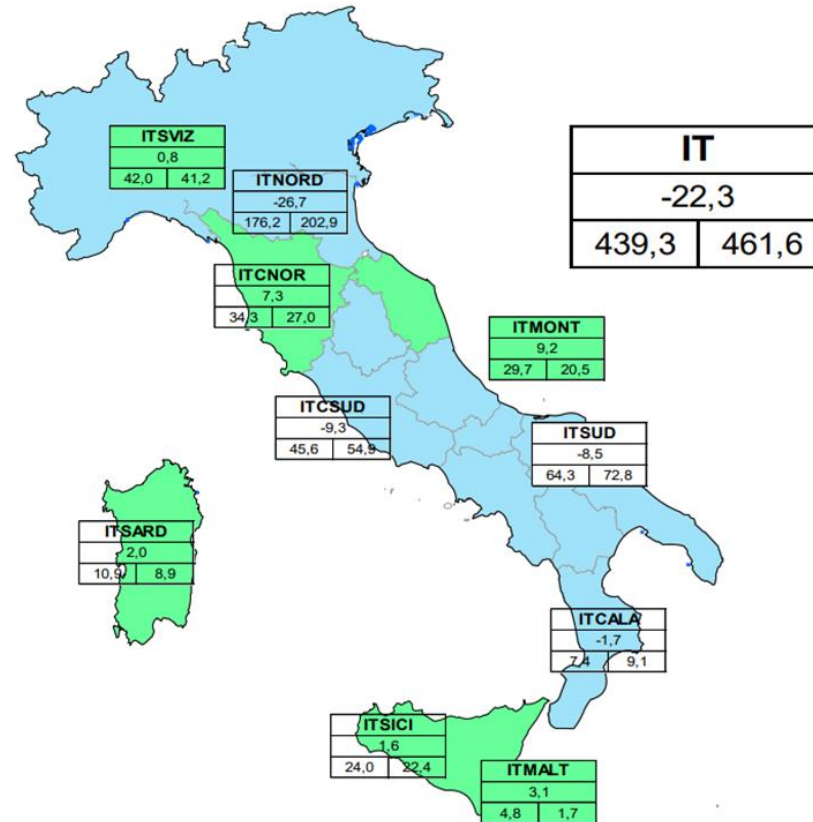 ITSVIZ
0,8
42,0 41,2
ITNORD
-26,7
176,2 202,9
IT
-22,3
439,3 461,6
ITCNOR
7,3
34,3 27,0
ITMONT
9,2
29,7 20,5
ITCSUD
-9,3
45,6 54,9
ITSUD
-8,5
64,3 72,8
ITSARD
2,0
10,9 8,9
ITCALA
-1,7
7,4 9,1
ITSICI
1,6
24,0 22,4
ITMALT
3,1
4,8 1,7